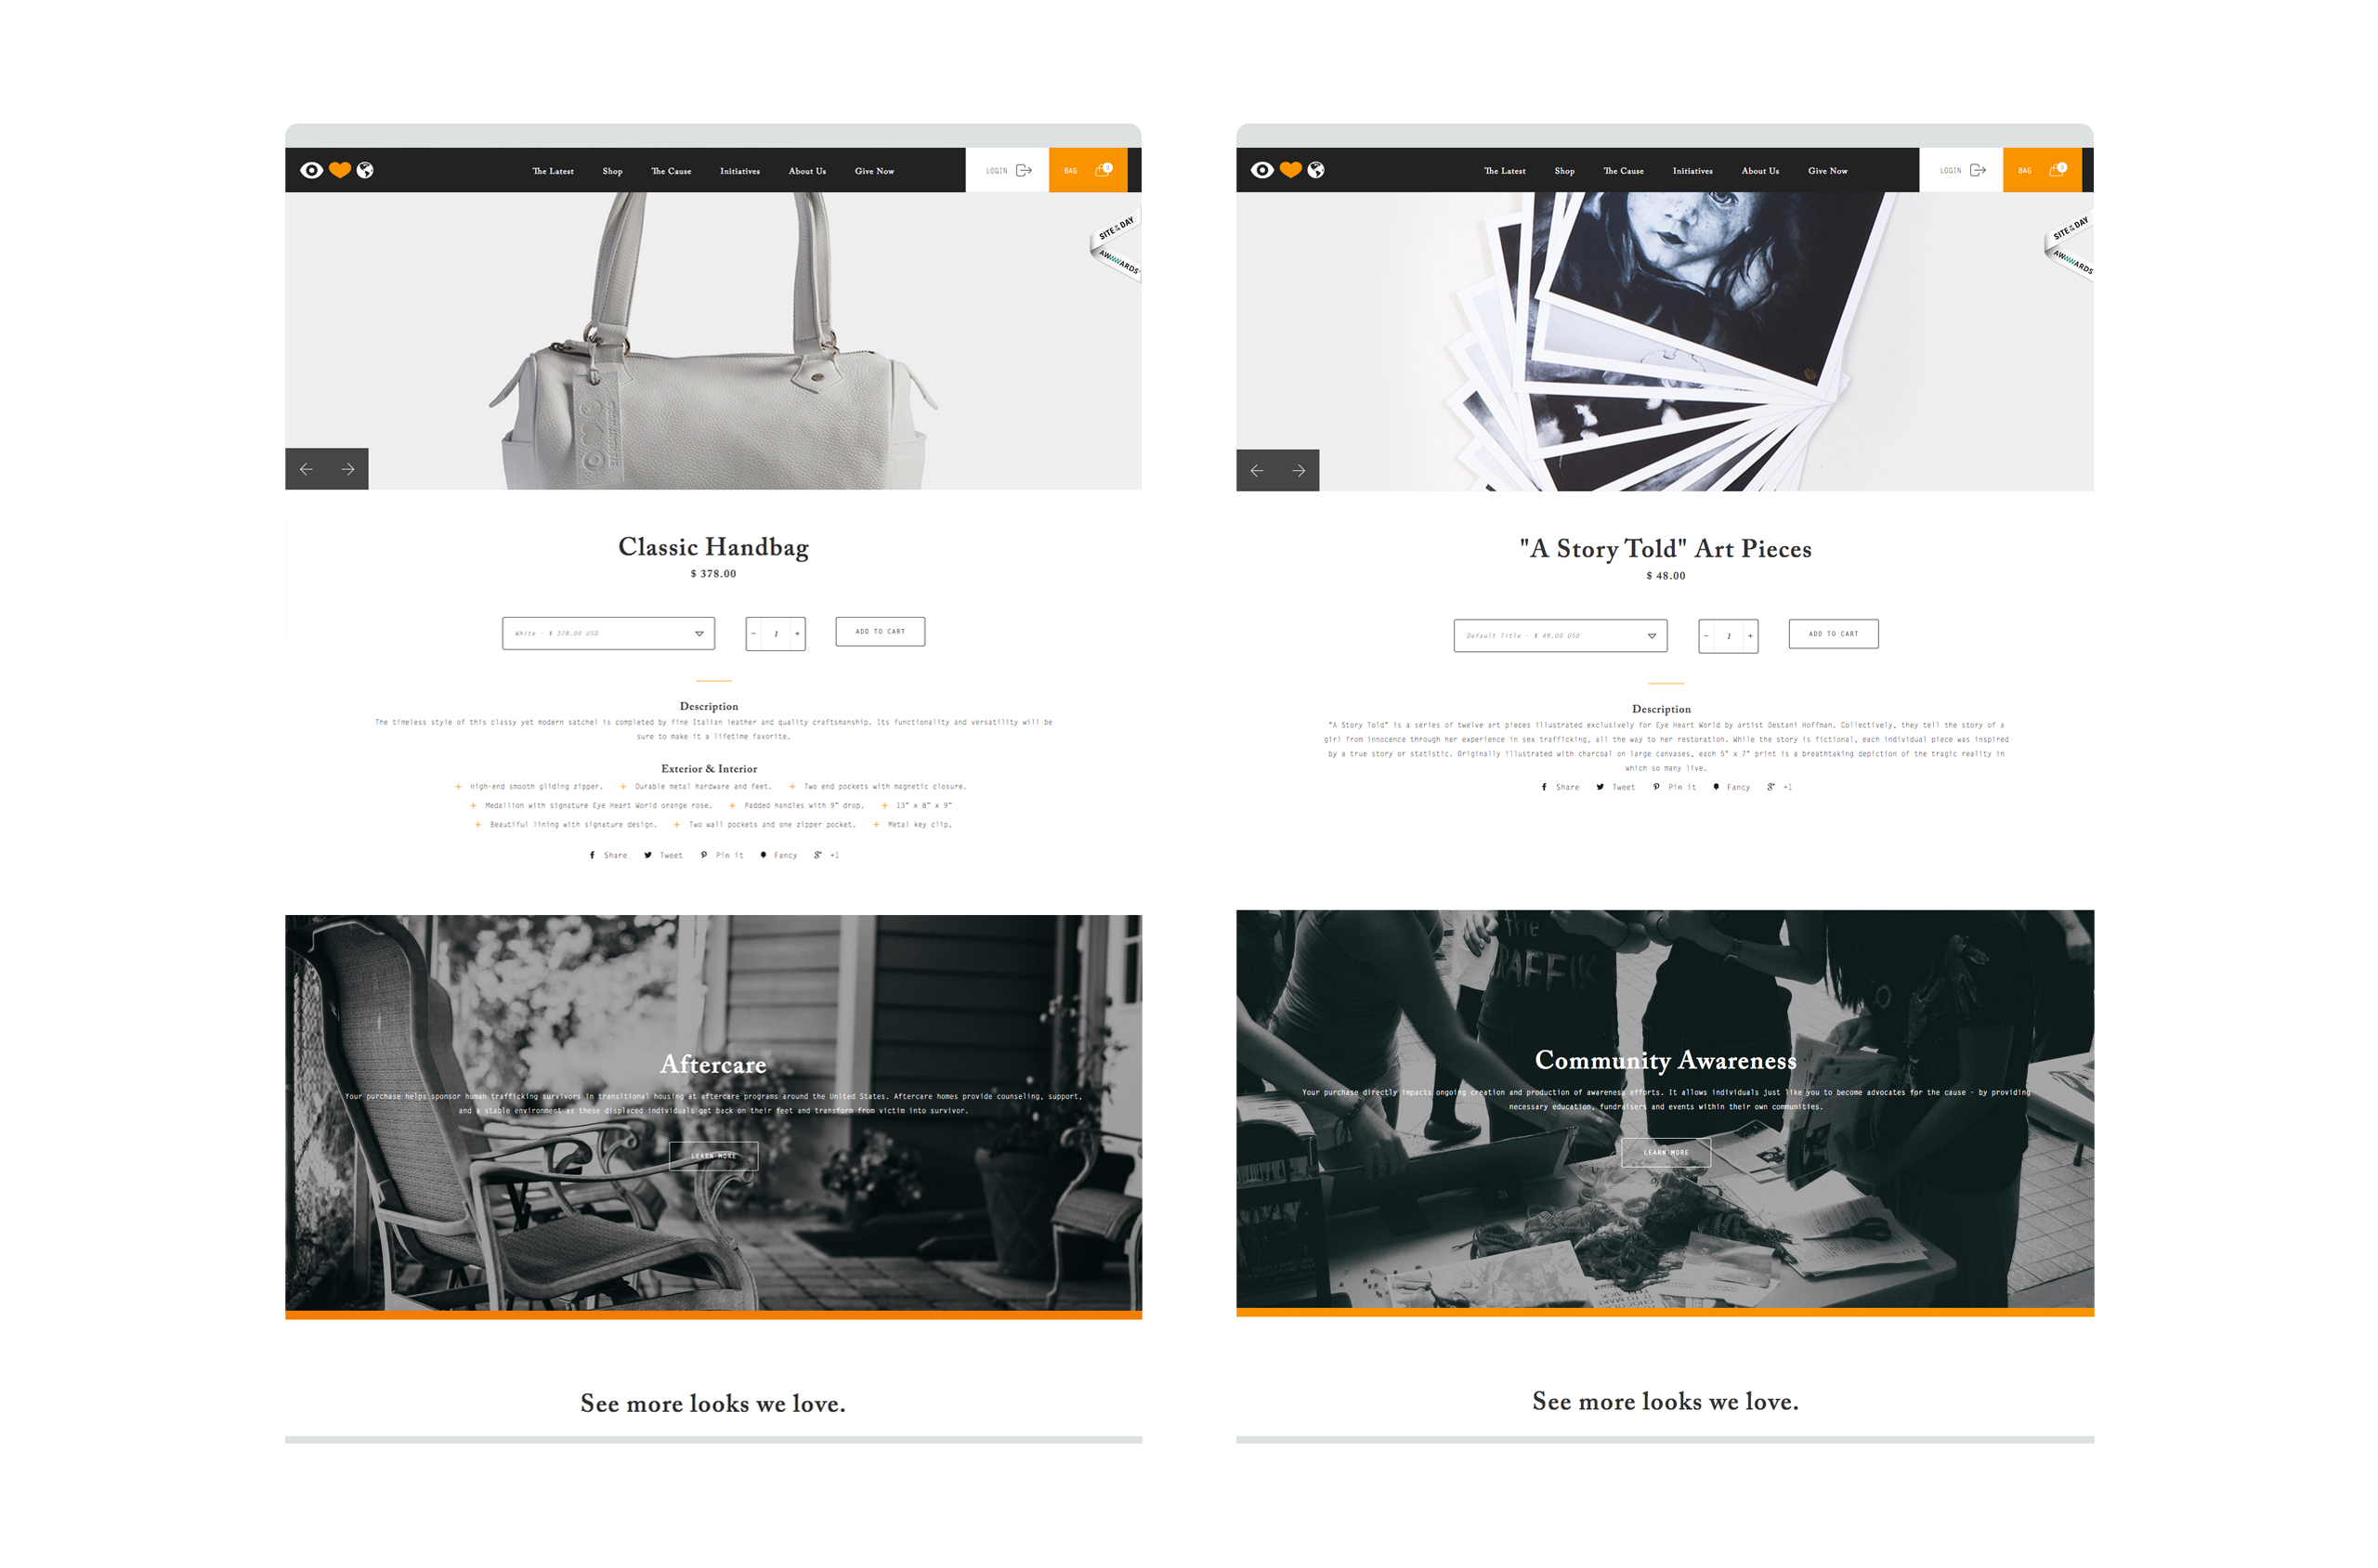 The Latest Shop The Cause Initiatives About Us Give Now LOGIN BAG 0
SITE OF THE DAY
AWWWARDS
Classic Handbag
$ 378.00
White - $ 378.00 USD - 1 + ADD TO CART
Description
The timeless style of this classy yet modern satchel is completed by fine Italian leather and quality craftsmanship. Its functionality and versatility will be
sure to make it a lifetime favorite.
Exterior & Interior
+ High-end smooth gliding zipper. + Durable metal hardware and feet. + Two end pockets with magnetic closure.
+ Medallion with signature Eye Heart World orange rose. + Padded handles with 9" drop. + 13" x 8" x 9"
+ Beautiful lining with signature design. + Two wall pockets and one zipper pocket. + Metal key clip.
Share Tweet Pin it Fancy +1
Aftercare
Your purchase helps sponsor human trafficking survivors in transitional housing at aftercare programs around the United States. Aftercare homes provide counseling, support,
and a stable environment as these displaced individuals get back on their feet and transform from victim into survivor.
LEARN MORE
See more looks we love.
The Latest Shop The Cause Initiatives About Us Give Now LOGIN BAG 0
SITE OF THE DAY
AWWWARDS
"A Story Told" Art Pieces
$ 48.00
Default Title - $ 48.00 USD - 1 + ADD TO CART
Description
"A Story Told" is a series of twelve art pieces illustrated exclusively for Eye Heart World by artist Destani Hoffman. Collectively, they tell the story of a
girl from innocence through her experience in sex trafficking, all the way to her restoration. While the story is fictional, each individual piece was inspired
by a true story or statistic. Originally illustrated with charcoal on large canvases, each 5" x 7" print is a breathtaking depiction of the tragic reality in
which so many live.
Share Tweet Pin it Fancy +1
the
RAFFIK
Community Awareness
Your purchase directly impacts ongoing creation and production of awareness efforts. It allows individuals just like you to become advocates for the cause - by providing
necessary education, fundraisers and events within their own communities.
LEARN MORE
See more looks we love.